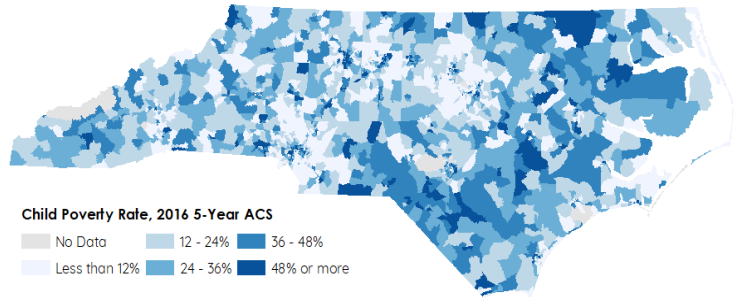 Child Poverty Rate, 2016 5-Year ACS
No Data 12 - 24% 36 - 48%
Less than 12% 24 - 36% 48% or more